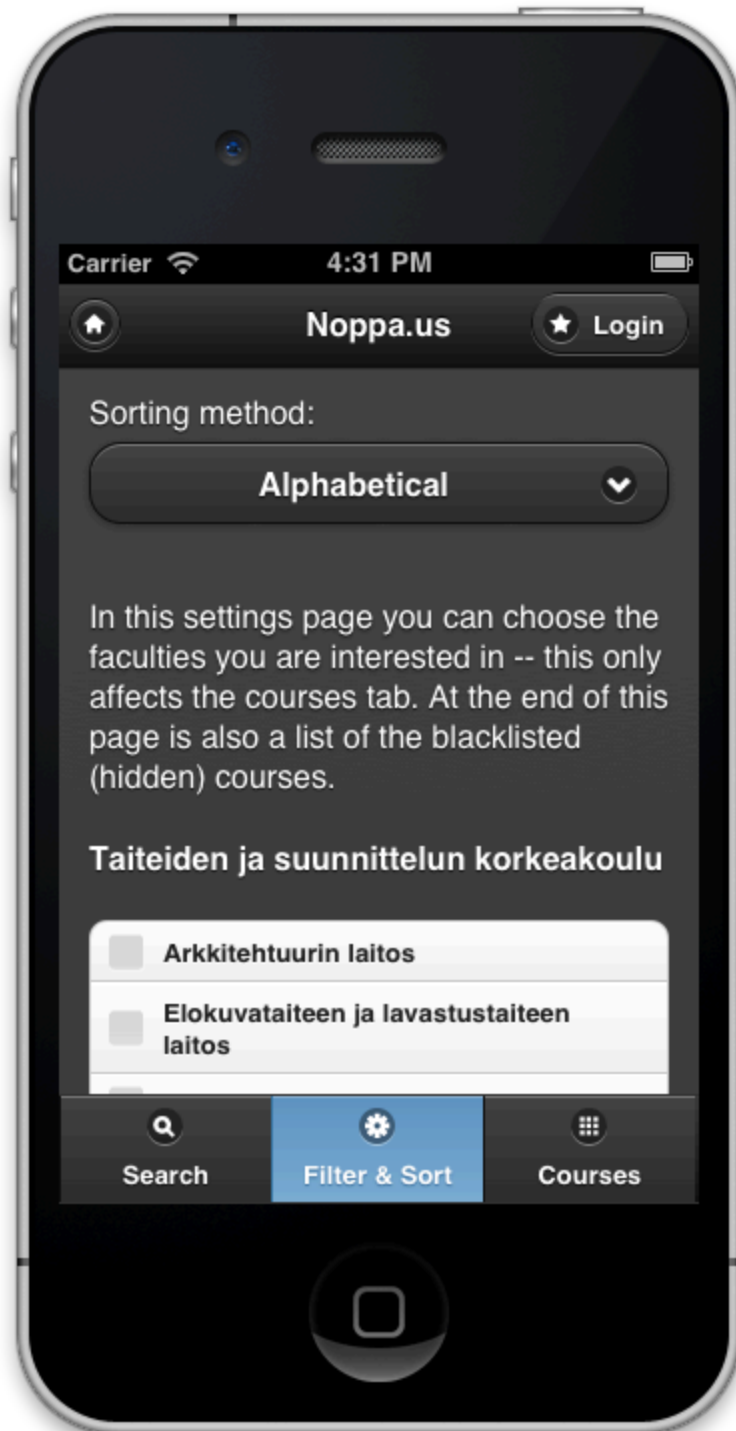 Carrier 4:31 PM
Noppa.us Login
Sorting method:
Alphabetical
In this settings page you can choose the
faculties you are interested in -- this only
affects the courses tab. At the end of this
page is also a list of the blacklisted
(hidden) courses.
Taiteiden ja suunnittelun korkeakoulu
Arkkitehtuurin laitos
Elokuvataiteen ja lavastustaiteen
laitos
Search Filter & Sort Courses